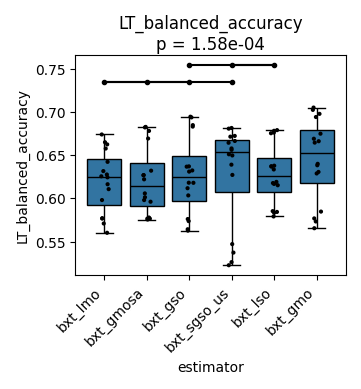 LT_balanced_accuracy
p = 1.58e-04
LT_balanced_accuracy
0.75
0.70
0.65
0.60
0.55
bxt_lmo
bxt_gmosa
bxt_gso
bxt_sgso_us
bxt_lso
bxt_gmo
estimator